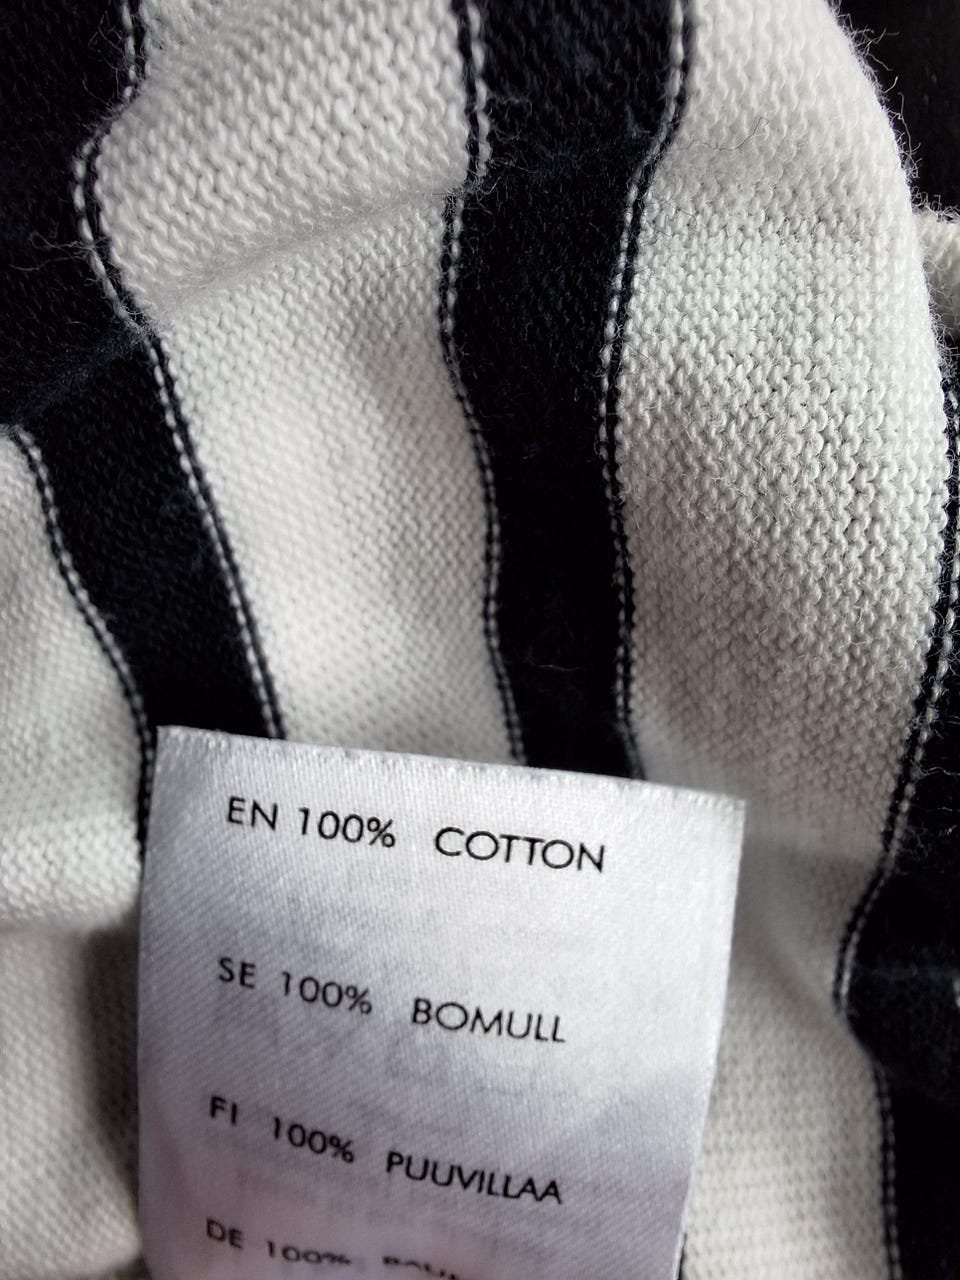 EN 100% COTTON
SE 100% BOMULL
FI 100% PUUVILLAA
DE 100%